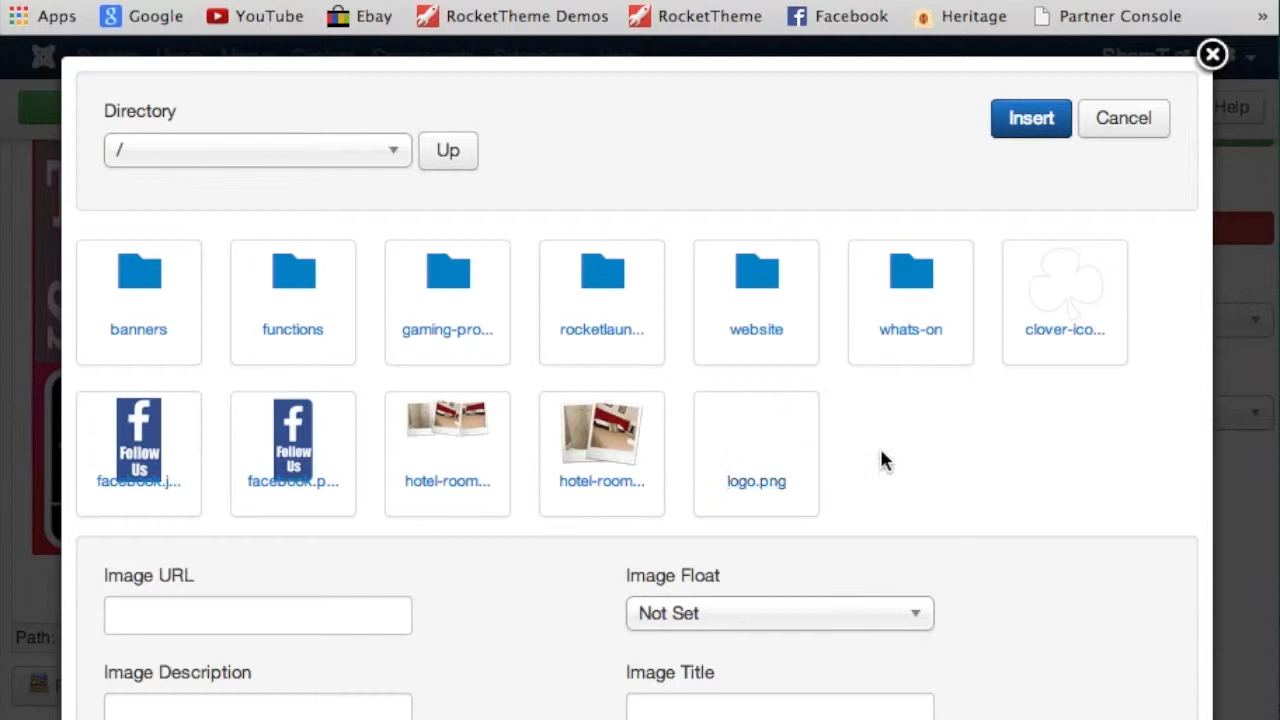 Apps Google YouTube Ebay RocketTheme Demos RocketTheme Facebook Heritage Partner Console »
Help
Directory
Insert Cancel
/ Up
banners functions gaming-pro... rocketlaun... website whats-on clover-ico...
Follow Us Follow Us
facebook.j... facebook.p... hotel-room... hotel-room... logo.png
Image URL Image Float
Not Set
Path:
Image Description Image Title